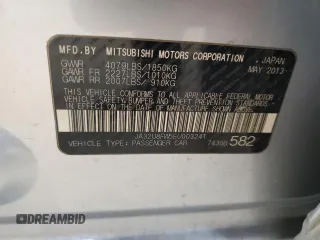 MFD.BY MITSUBISHI MOTORS CORPORATION . JAPAN
GVWR 4079LBS/1850KG MAY 2013
GAWR FR 2227LBS/1010KG
GAWR RR 2007LBS/ 910KG
THIS VEHICLE CONFORMS TO ALL APPLICABLE
FEDERAL MOTOR VEHICLE SAFETY, BUMPER AND
THEFT PREVENTION STANDARDS IN EFFECT ON
THE DATE OF MANUFACTURE SHOWN ABOVE.
VEHICLE TYPE: PASSENGER CAR 582
DREAMBID